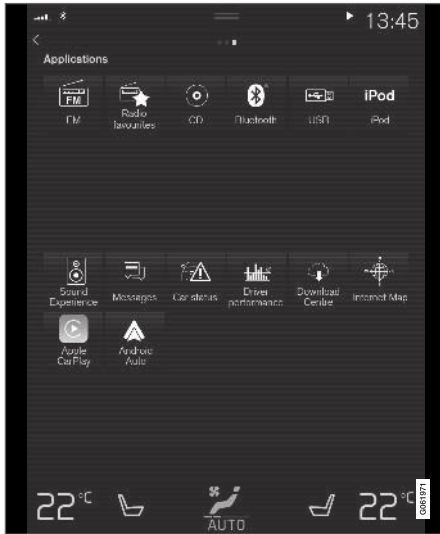 13:45
Applications
FM
iPod
FM
Radio
favourites
CD
Bluetooth
USB
iPod
Sound
Experience
Messages
Car status
Driver
performance
Download
Centre
Internet Map
Apple
CarPlay
Android
Auto
22°C
22°C
AUTO
G061971